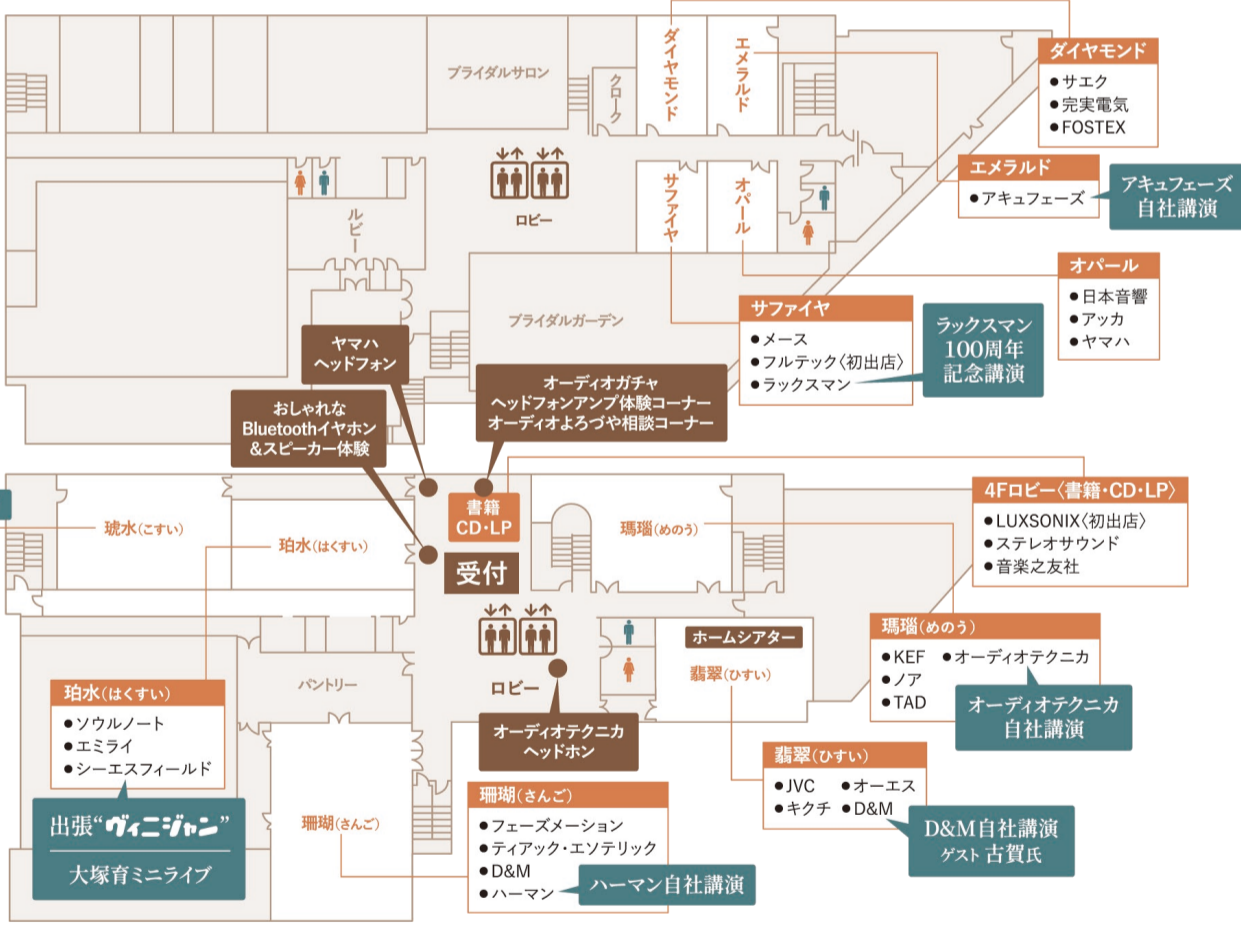 ブライダルサロン
クローク
ダイヤモンド
エメラルド
ロビー
ルビー
サファイヤ
オパール
ブライダルガーデン
ダイヤモンド
●サエク
●完実電気
●FOSTEX
エメラルド
●アキュフェーズ
アキュフェーズ
自社講演
オパール
●日本音響
●アッカ
●ヤマハ
サファイヤ
●メース
●フルテック〈初出店〉
●ラックスマン
ラックスマン
100周年
記念講演
ヤマハ
ヘッドフォン
オーディオガチャ
ヘッドフォンアンプ体験コーナー
オーディオよろづや相談コーナー
おしゃれな
Bluetoothイヤホン
&スピーカー体験
書籍
CD・LP
受付
琥水(こすい)
珀水(はくすい)
瑪瑙(めのう)
4Fロビー〈書籍・CD・LP〉
●LUXSONIX〈初出店〉
●ステレオサウンド
●音楽之友社
ホームシアター
翡翠(ひすい)
ロビー
パントリー
瑪瑙(めのう)
●KEF ●オーディオテクニカ
●ノア
●TAD
オーディオテクニカ
自社講演
オーディオテクニカ
ヘッドホン
珀水(はくすい)
●ソウルノート
●エミライ
●シーエスフィールド
出張“ヴィニジャン”
大塚育ミニライブ
翡翠(ひすい)
●JVC ●オーエス
●キクチ ●D&M
D&M自社講演
ゲスト 古賀氏
珊瑚(さんご)
珊瑚(さんご)
●フェーズメーション
●ティアック・エソテリック
●D&M
●ハーマン
ハーマン自社講演